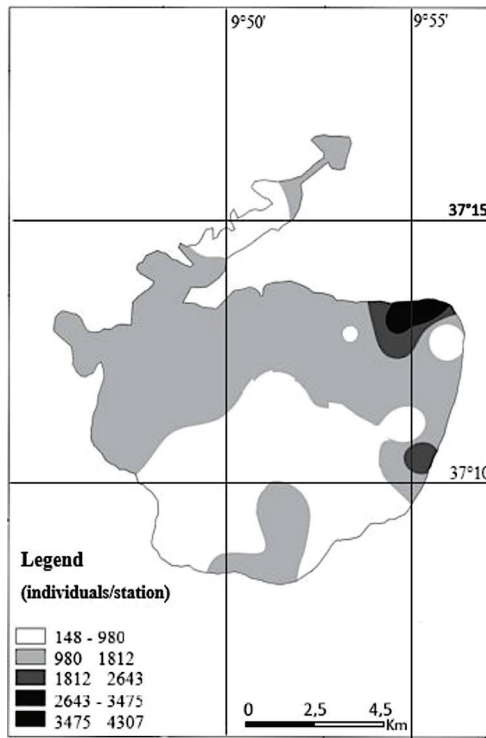 9°50' 9°55'
37°15
37°10
Legend
(individuals/station)
148 - 980
980 1812
1812 2643
2643 - 3475
3475 4307
0 2,5 4,5
Km